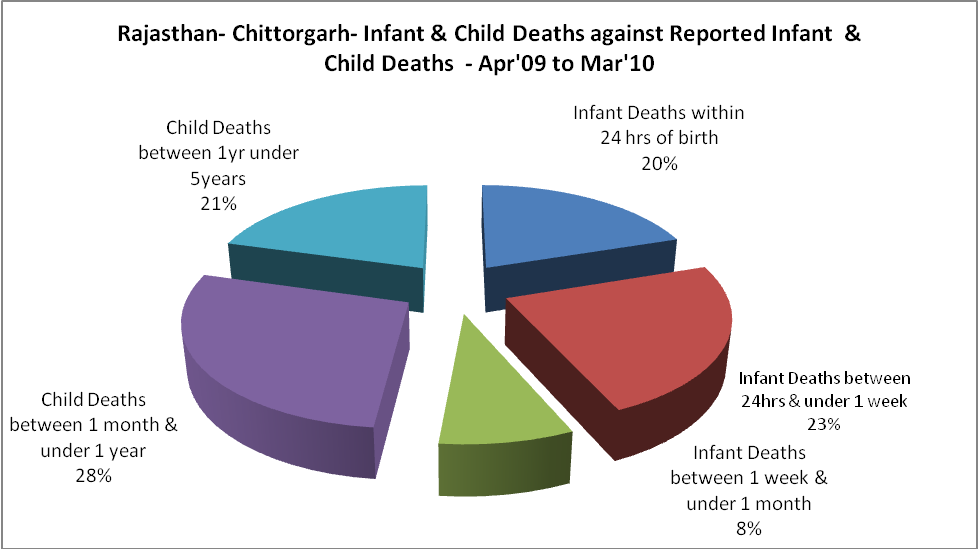 Rajasthan- Chittorgarh- Infant & Child Deaths against Reported Infant &
Child Deaths - Apr'09 to Mar'10
Infant Deaths within
24 hrs of birth
20%
Infant Deaths between
24hrs & under 1 week
23%
Infant Deaths
between 1 week &
under 1 month
8%
Child Deaths
between 1 month &
under 1 year
28%
Child Deaths
between 1yr under
5years
21%